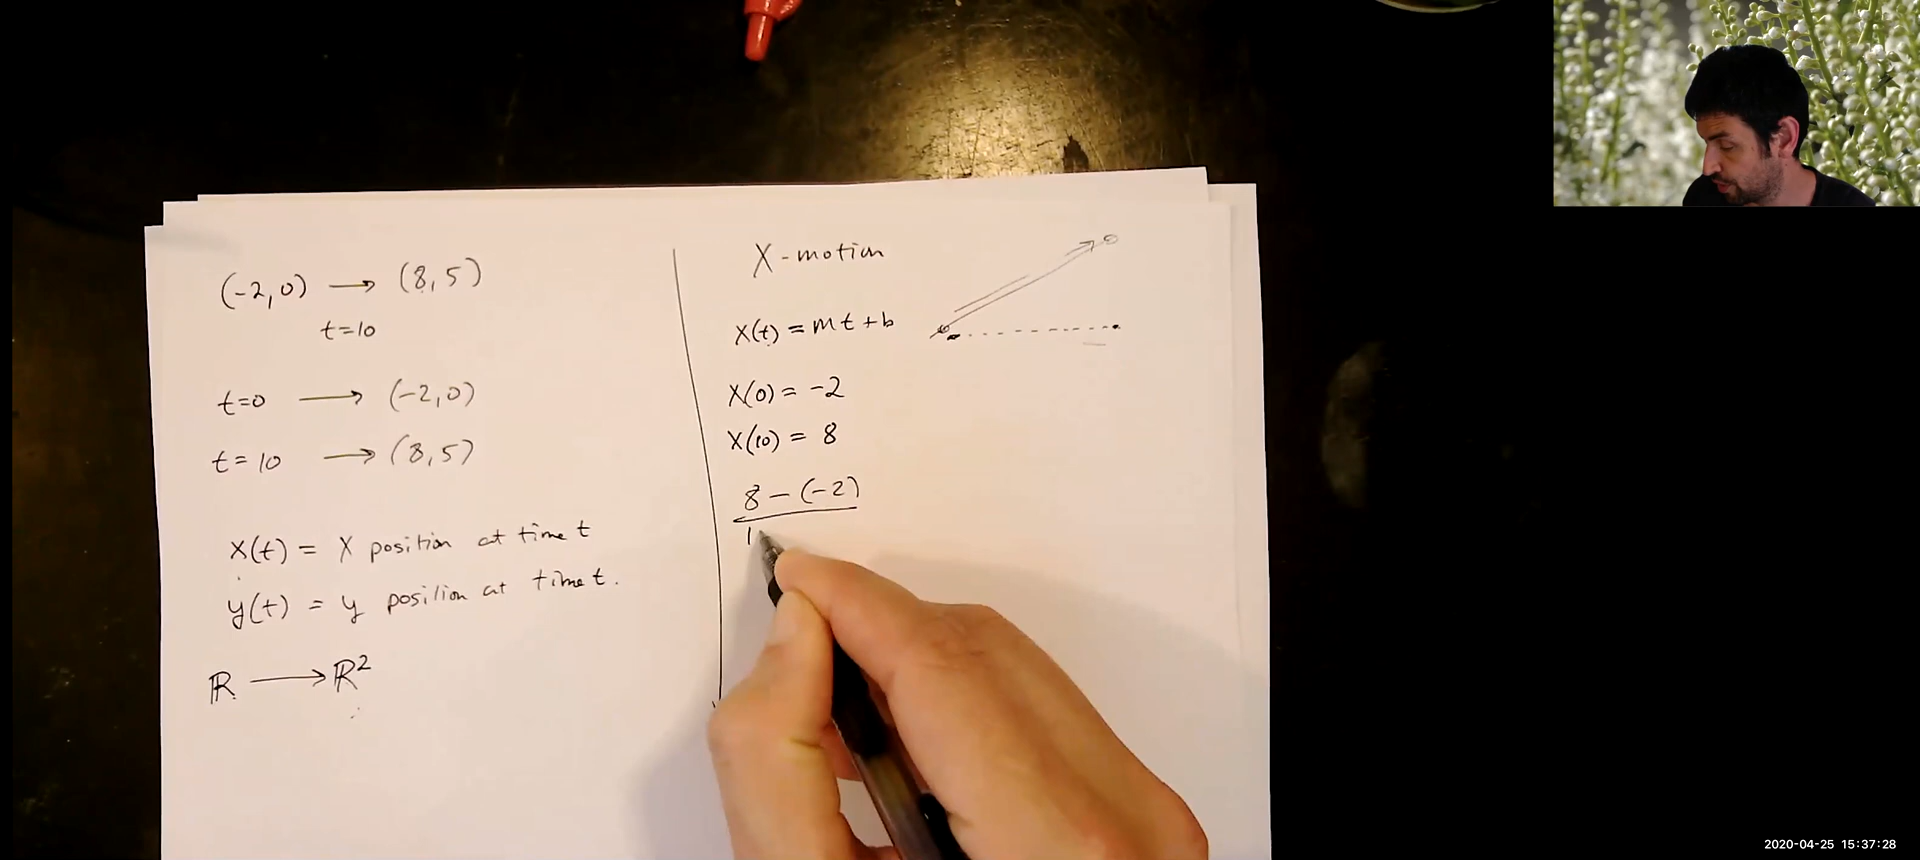 (-2,0) → (8,5)
t=10
t=0 → (-2,0)
t=10 → (8,5)
x(t) = x position at time t
y(t) = y position at time t.
ℝ → ℝ²
X-motion
x(t) = mt+b
x(0) = -2
x(10) = 8
8-(-2)
1
2020-04-25 15:37:28